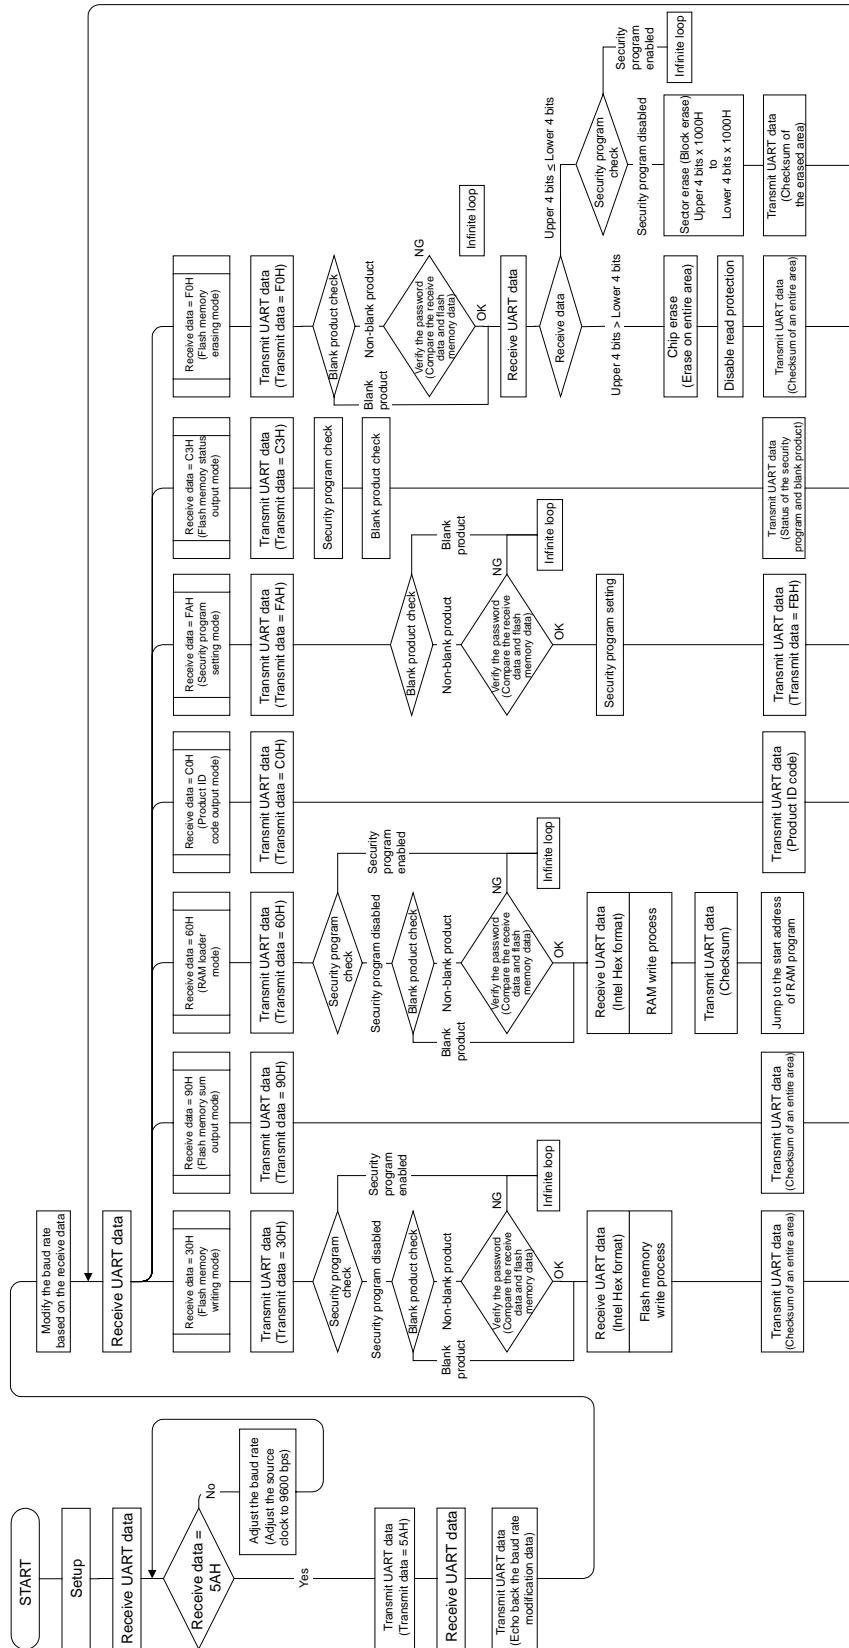 START
Setup
Receive UART data
Receive data =
5AH
No
Adjust the baud rate
(Adjust the source
clock to 9600 bps)
Yes
Transmit UART data
(Transmit data = 5AH)
Receive UART data
Transmit UART data
(Echo back the baud rate
modification data)
Modify the baud rate
based on the receive data
Receive UART data
Receive data = 30H
(Flash memory
writing mode)
Transmit UART data
(Transmit data = 30H)
Security program
check
Security program disabled
Security
program
enabled
Blank product check
Non-blank product
Blank
product
Verify the password
(Compare the receive
data and flash
memory data)
NG
Infinite loop
OK
Receive UART data
(Intel Hex format)
Flash memory
write process
Transmit UART data
(Checksum of an entire area)
Receive data = 90H
(Flash memory sum
output mode)
Transmit UART data
(Transmit data = 90H)
Transmit UART data
(Checksum of an entire area)
Receive data = 60H
(RAM loader
mode)
Transmit UART data
(Transmit data = 60H)
Security program
check
Security program disabled
Security
program
enabled
Blank product check
Non-blank product
Blank
product
Verify the password
(Compare the receive
data and flash
memory data)
NG
Infinite loop
OK
Receive UART data
(Intel Hex format)
RAM write process
Transmit UART data
(Checksum)
Jump to the start address
of RAM program
Receive data = C0H
(Product ID
code output mode)
Transmit UART data
(Transmit data = C0H)
Transmit UART data
(Product ID code)
Receive data = FAH
(Security program
setting mode)
Transmit UART data
(Transmit data = FAH)
Blank product check
Blank
product
Non-blank product
Verify the password
(Compare the receive
data and flash
memory data)
NG
Infinite loop
OK
Security program setting
Transmit UART data
(Transmit data = FBH)
Receive data = C3H
(Flash memory status
output mode)
Transmit UART data
(Transmit data = C3H)
Security program check
Blank product check
Transmit UART data
(Status of the security
program and blank product)
Receive data = F0H
(Flash memory
erasing mode)
Transmit UART data
(Transmit data = F0H)
Blank product check
Blank
product
Non-blank product
Verify the password
(Compare the receive
data and flash
memory data)
NG
Infinite loop
OK
Receive UART data
Receive data
Upper 4 bits > Lower 4 bits
Upper 4 bits ≤ Lower 4 bits
Chip erase
(Erase on entire area)
Disable read protection
Transmit UART data
(Checksum of an entire area)
Security program
check
Security
program
enabled
Infinite loop
Security program disabled
Sector erase (Block erase)
Upper 4 bits x 1000H
to
Lower 4 bits x 1000H
Transmit UART data
(Checksum of
the erased area)